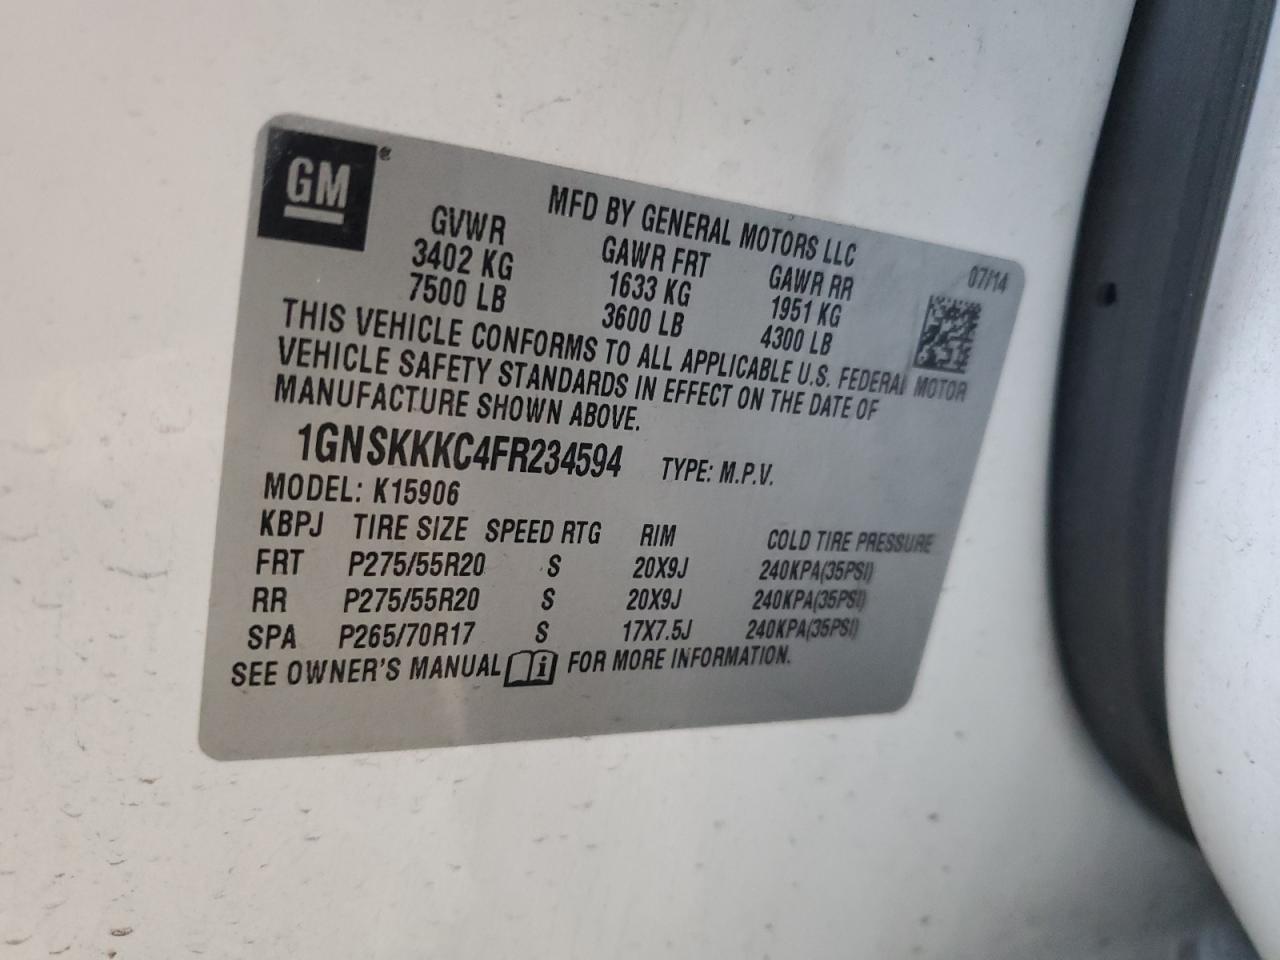 GM®
MFD BY GENERAL MOTORS LLC
GVWR GAWR FRT GAWR RR 07/14
3402 KG 1633 KG 1951 KG
7500 LB 3600 LB 4300 LB
THIS VEHICLE CONFORMS TO ALL APPLICABLE U.S. FEDERAL MOTOR
VEHICLE SAFETY STANDARDS IN EFFECT ON THE DATE OF
MANUFACTURE SHOWN ABOVE.
1GNSKKKC4FR234594 TYPE: M.P.V.
MODEL: K15906
KBPJ TIRE SIZE SPEED RTG RIM COLD TIRE PRESSURE
FRT P275/55R20 S 20X9J 240KPA(35PSI)
RR P275/55R20 S 20X9J 240KPA(35PSI)
SPA P265/70R17 S 17X7.5J 240KPA(35PSI)
SEE OWNER'S MANUAL i FOR MORE INFORMATION.